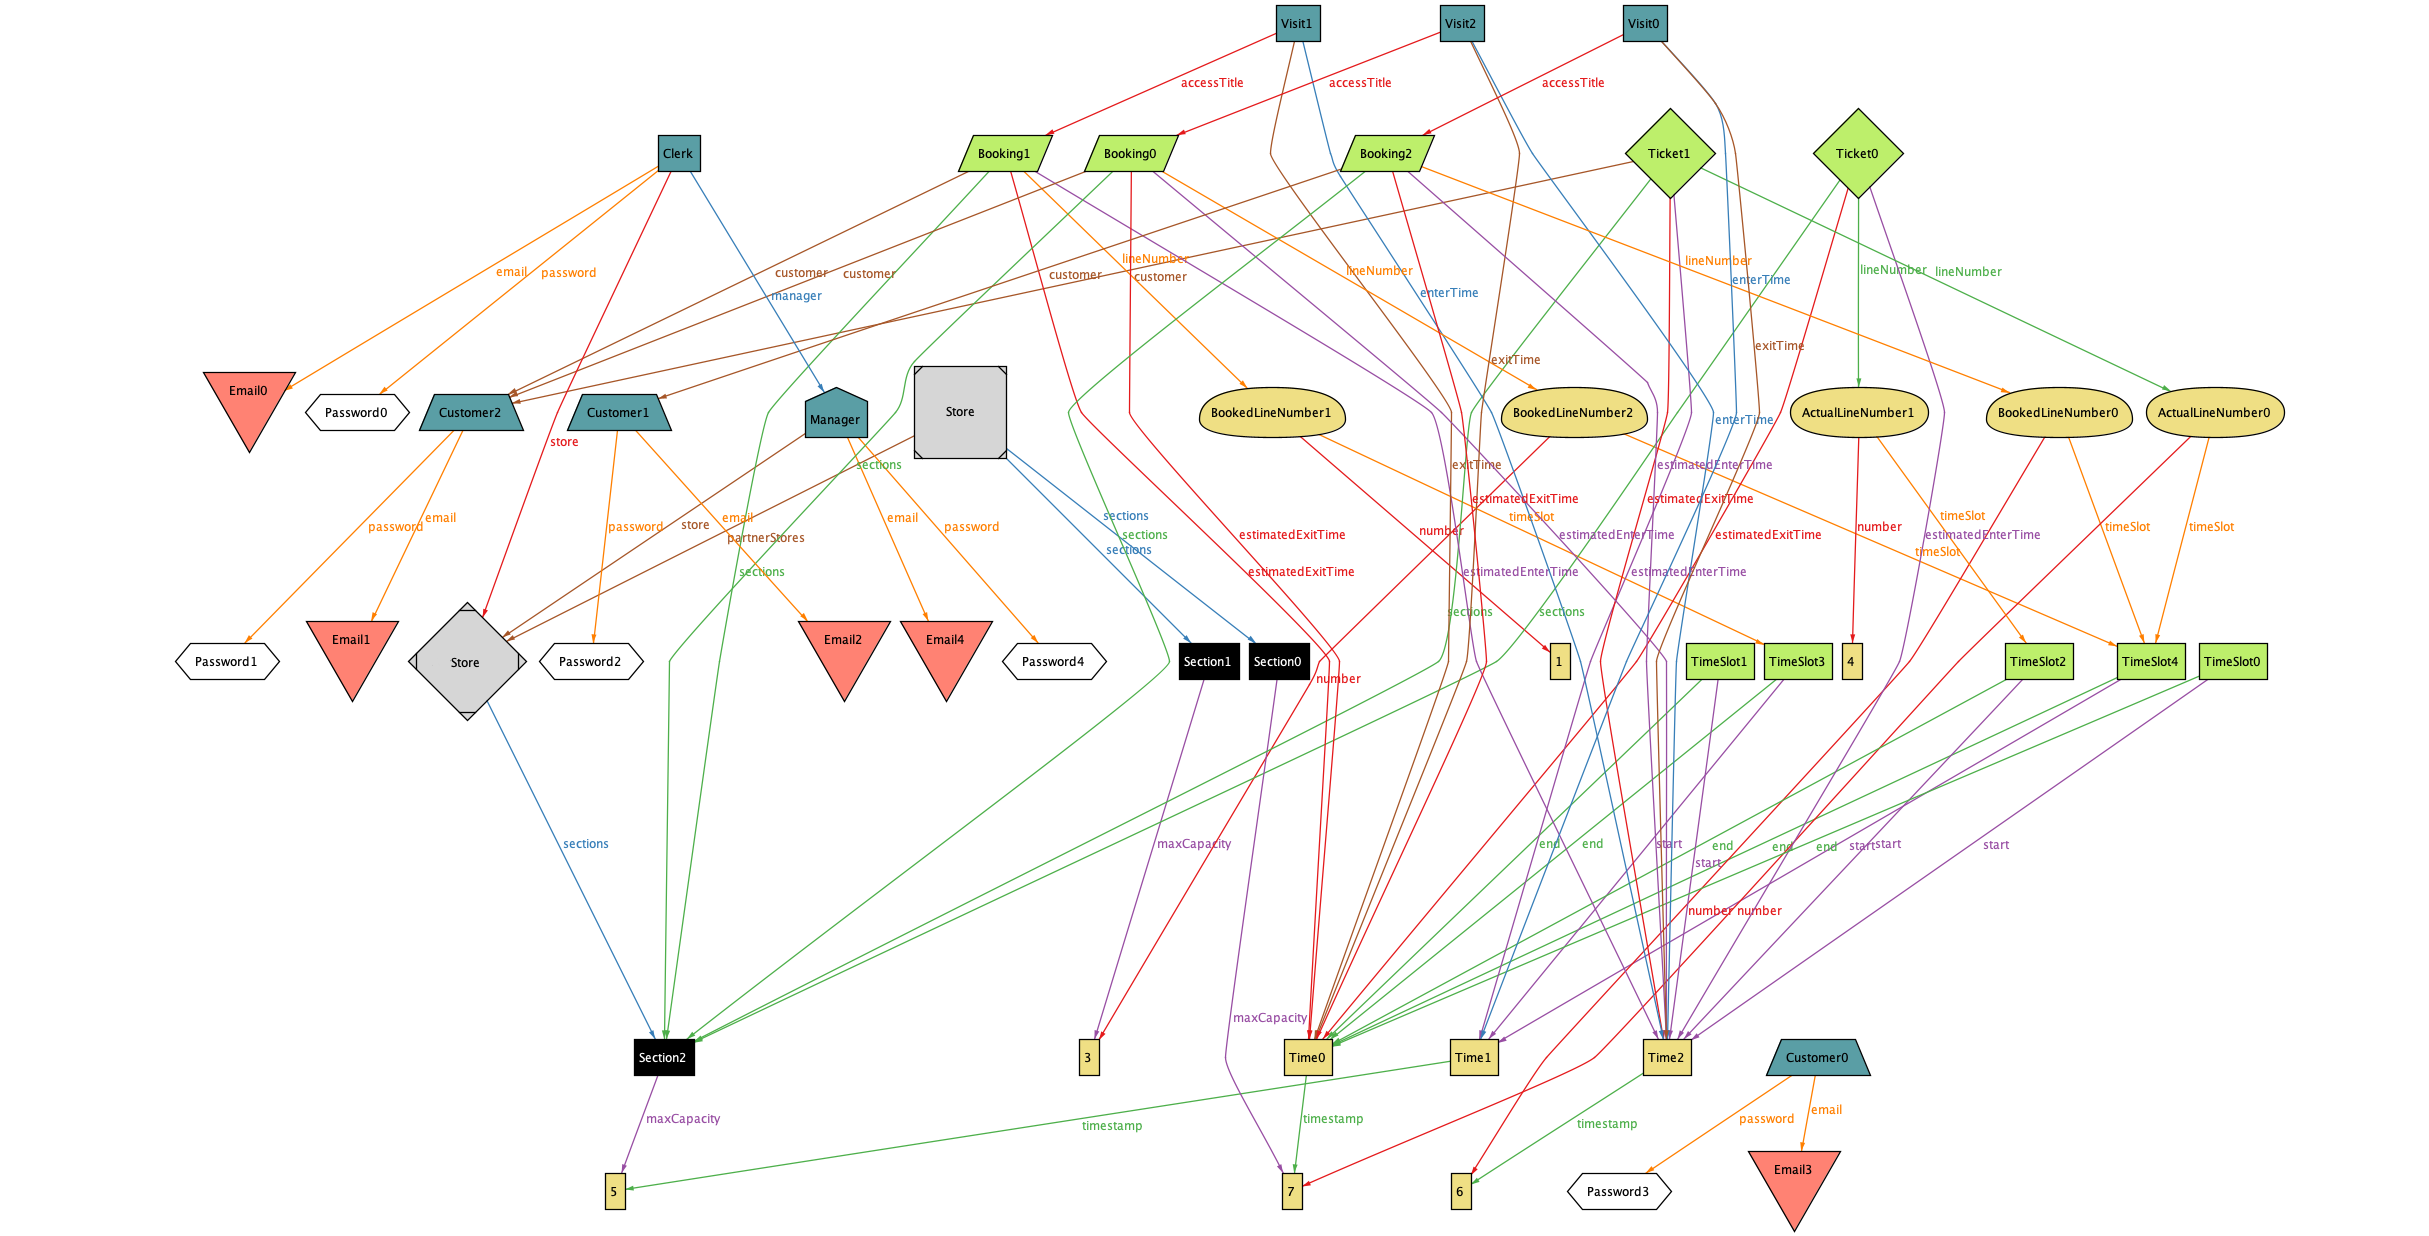 Visit1
Visit2
Visit0
accessTitle
accessTitle
accessTitle
Clerk
Booking1
Booking0
Booking2
Ticket1
Ticket0
email
password
customer
customer
manager
lineNumber
customer
customer
lineNumber
enterTime
lineNumber
enterTime
lineNumber
lineNumber
exitTime
exitTime
Email0
Password0
Customer2
Customer1
Manager
Store
BookedLineNumber1
BookedLineNumber2
ActualLineNumber1
BookedLineNumber0
ActualLineNumber0
enterTime
store
sections
exitTime
estimatedEnterTime
estimatedExitTime
estimatedExitTime
password
email
password
email
store
partnerStores
email
password
sections
sections
sections
estimatedExitTime
number
timeSlot
estimatedEnterTime
estimatedExitTime
number
timeSlot
estimatedEnterTime
timeSlot
timeSlot
timeSlot
sections
estimatedExitTime
estimatedEnterTime
estimatedEnterTime
sections
sections
Password1
Email1
Store
Password2
Email2
Email4
Password4
Section1
Section0
number
1
TimeSlot1
TimeSlot3
4
TimeSlot2
TimeSlot4
TimeSlot0
sections
maxCapacity
end
end
start
start
end
end
end
start
start
start
number
number
maxCapacity
Section2
3
Time0
Time1
Time2
Customer0
maxCapacity
timestamp
timestamp
timestamp
password
email
5
7
6
Password3
Email3